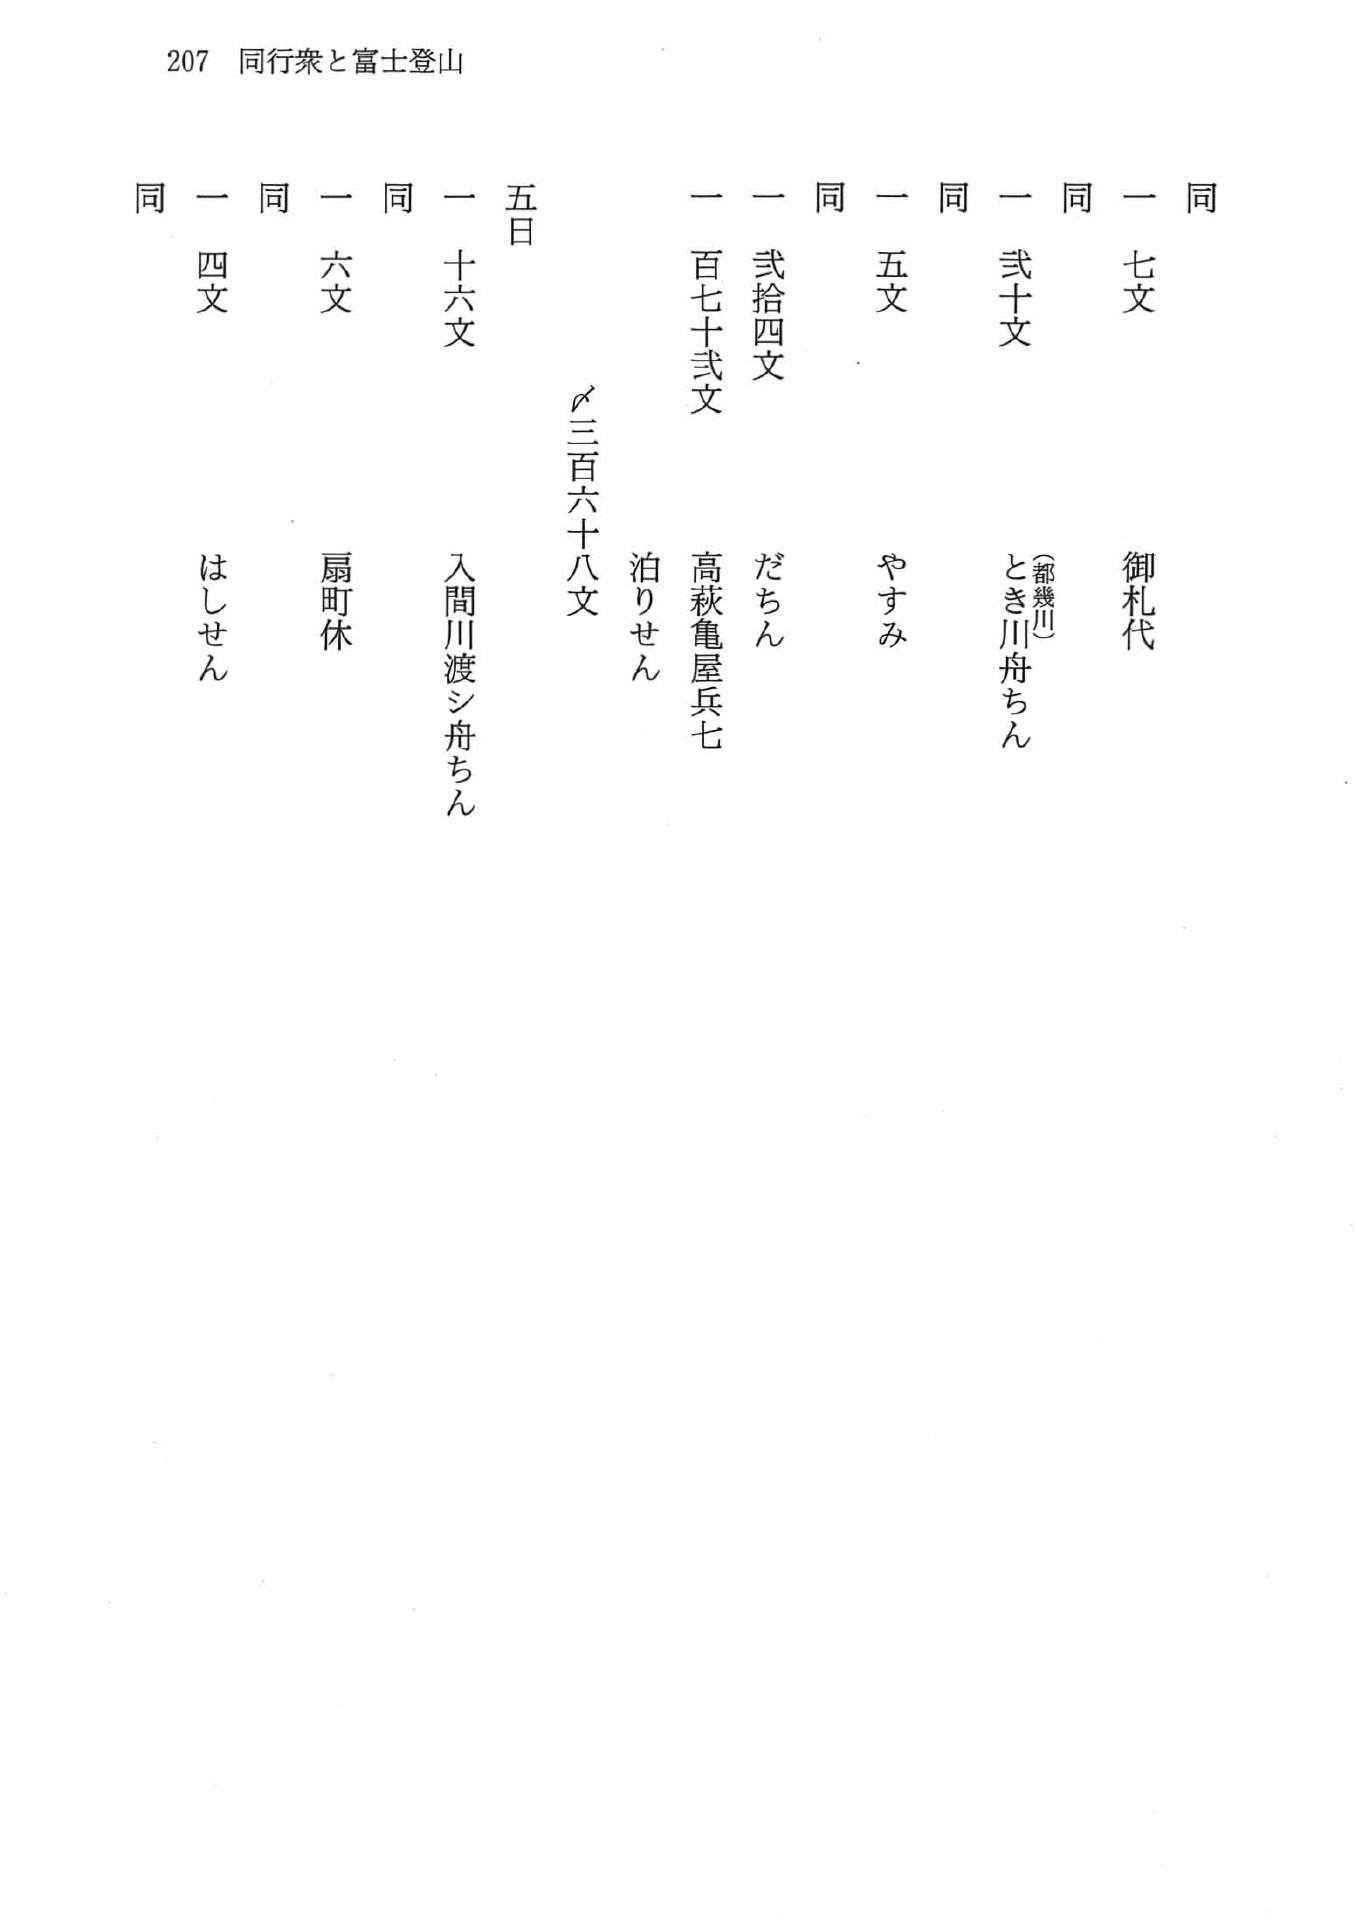 207 同行衆と富士登山
同
一 七文 御札代
同
(都幾川)
一 弐十文 とき川舟ちん
同
一 五文 やすみ
同
一 弐拾四文 だちん
一 百七十弐文 高萩亀屋兵七
泊りせん
〆三百六十八文
五日
一 十六文 入間川渡シ舟ちん
同
一 六文 扇町休
同
一 四文 はしせん
同